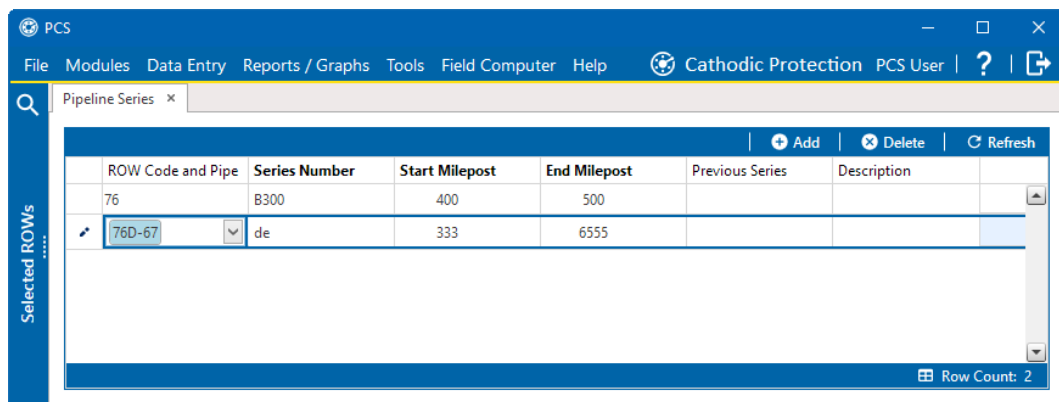 PCS
File Modules Data Entry Reports / Graphs Tools Field Computer Help Cathodic Protection PCS User | ? |
Pipeline Series ×
Add | Delete | Refresh
ROW Code and Pipe Series Number Start Milepost End Milepost Previous Series Description
76 B300 400 500
76D-67 de 333 6555
Selected ROWs
Row Count: 2